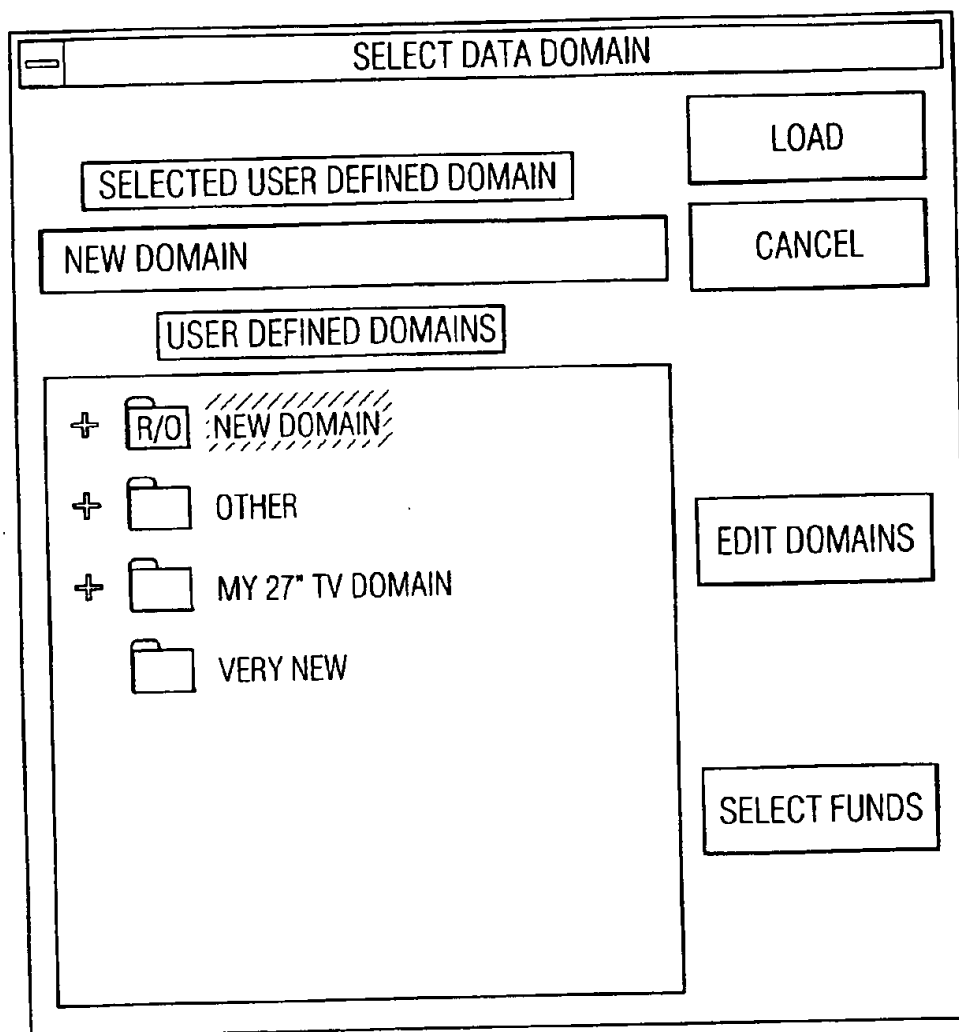 SELECT DATA DOMAIN
LOAD
SELECTED USER DEFINED DOMAIN
NEW DOMAIN
CANCEL
USER DEFINED DOMAINS
R/O NEW DOMAIN
OTHER
MY 27" TV DOMAIN
EDIT DOMAINS
VERY NEW
SELECT FUNDS